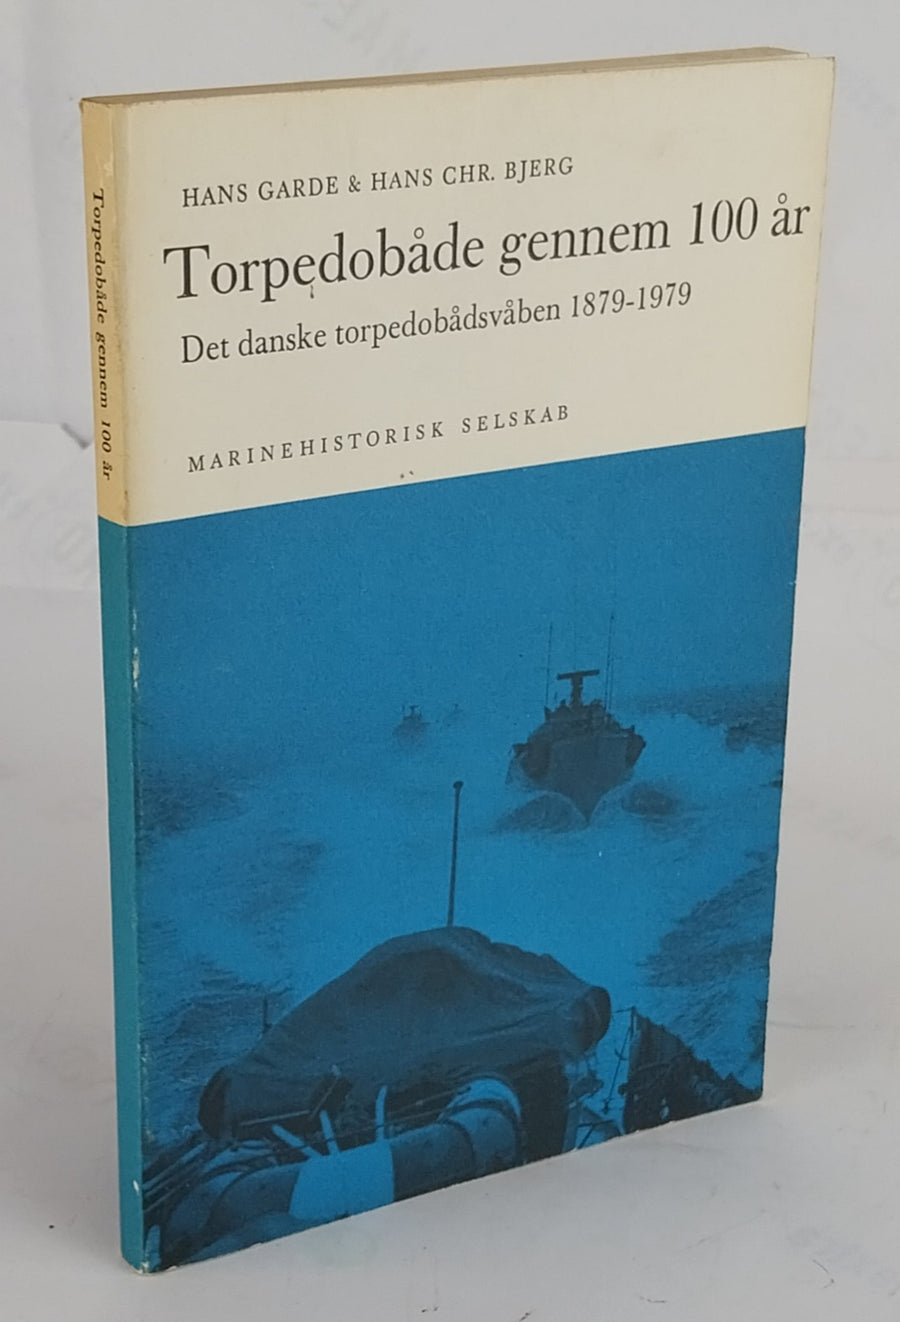 HANS GARDE & HANS CHR. BJERG
Torpedobåde gennem 100 år
Det danske torpedobådsvåben 1879-1979
MARINEHISTORISK SELSKAB
Torpedobåde gennem 100 år